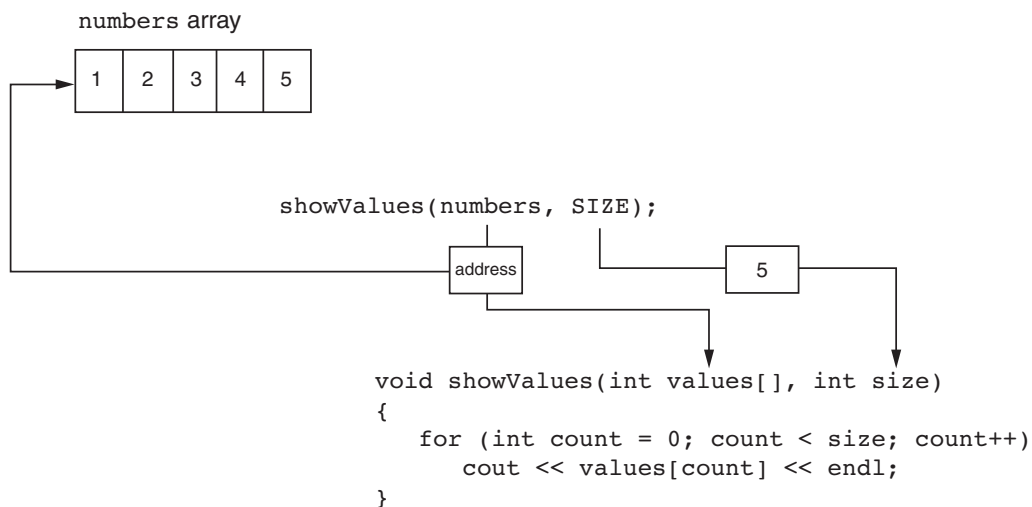 numbers array
1 2 3 4 5
showValues(numbers, SIZE);
address
5
void showValues(int values[], int size)
{
for (int count = 0; count < size; count++)
cout << values[count] << endl;
}